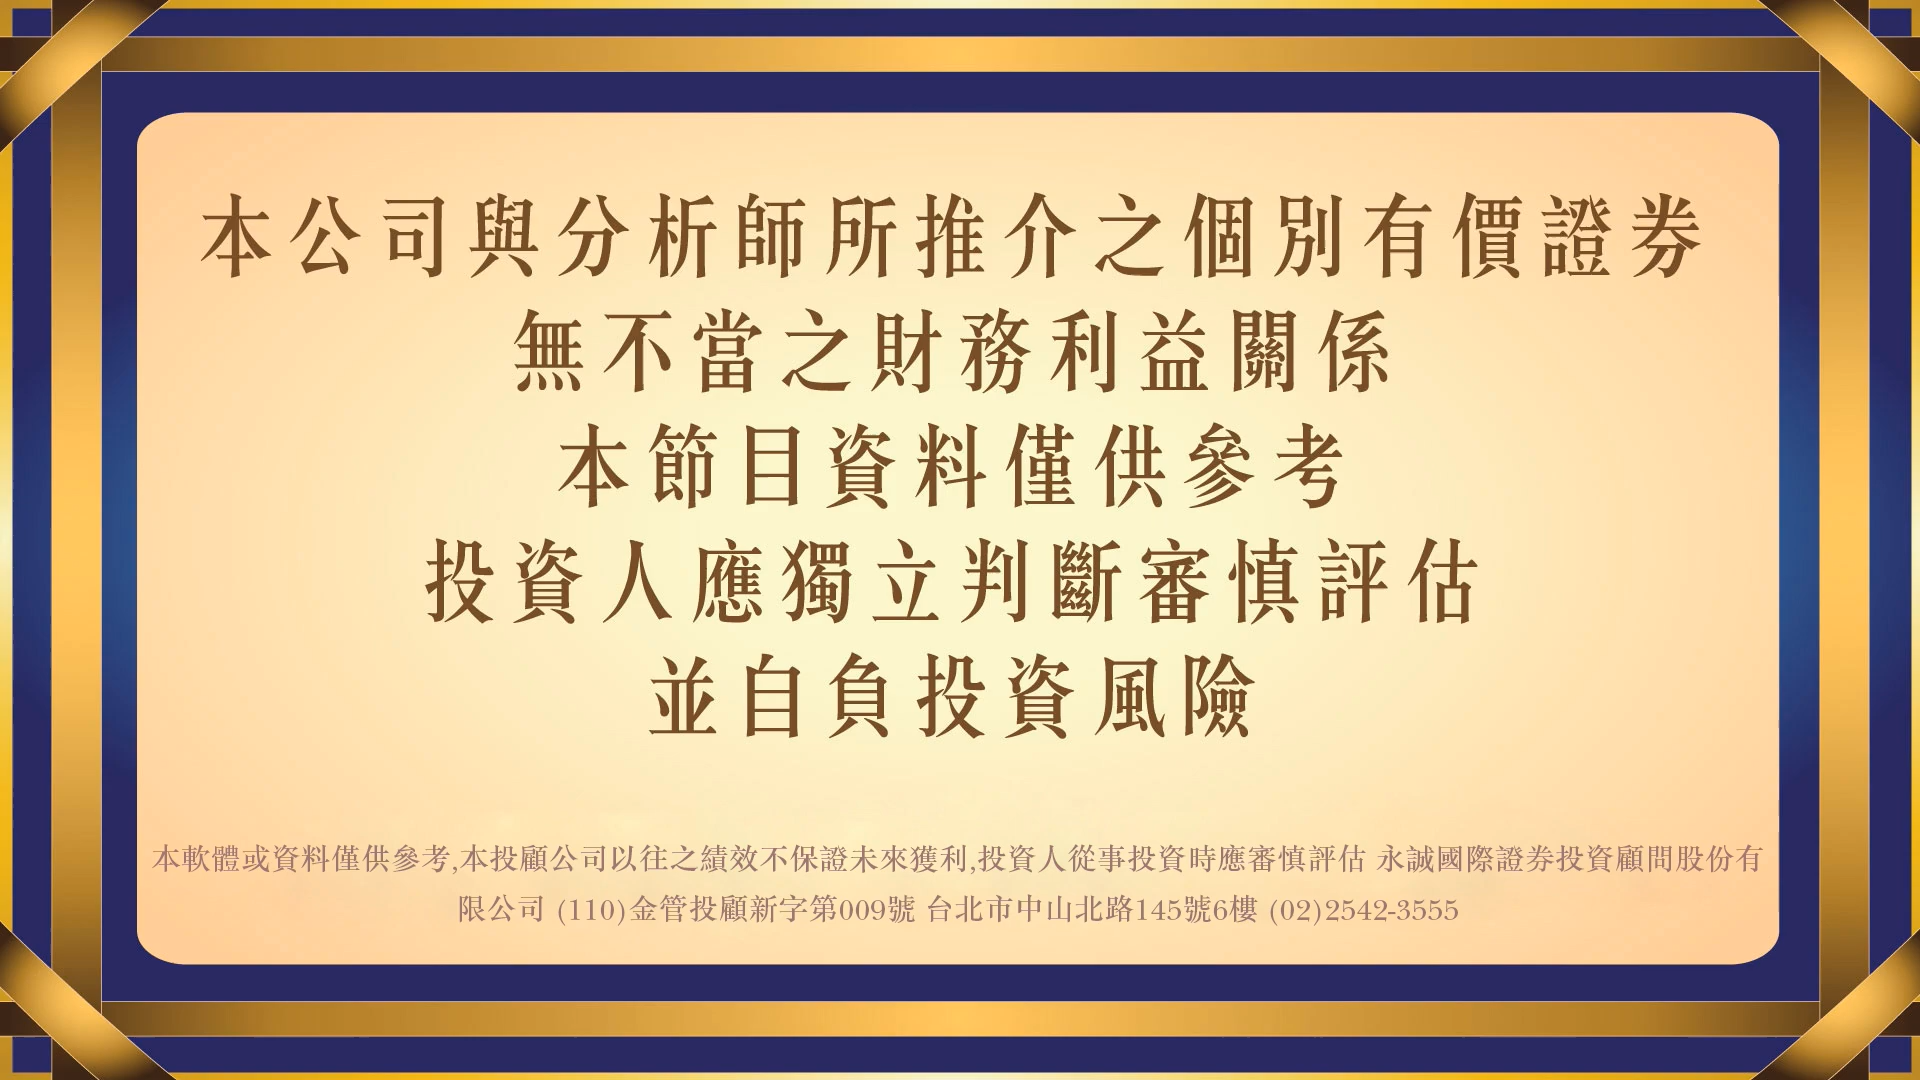 本公司與分析師所推介之個別有價證券
無不當之財務利益關係
本節目資料僅供參考
投資人應獨立判斷審慎評估
並自負投資風險
本軟體或資料僅供參考,本投顧公司以往之績效不保證未來獲利,投資人從事投資時應審慎評估 永誠國際證券投資顧問股份有
限公司 (110)金管投顧新字第009號 台北市中山北路145號6樓 (02)2542-3555